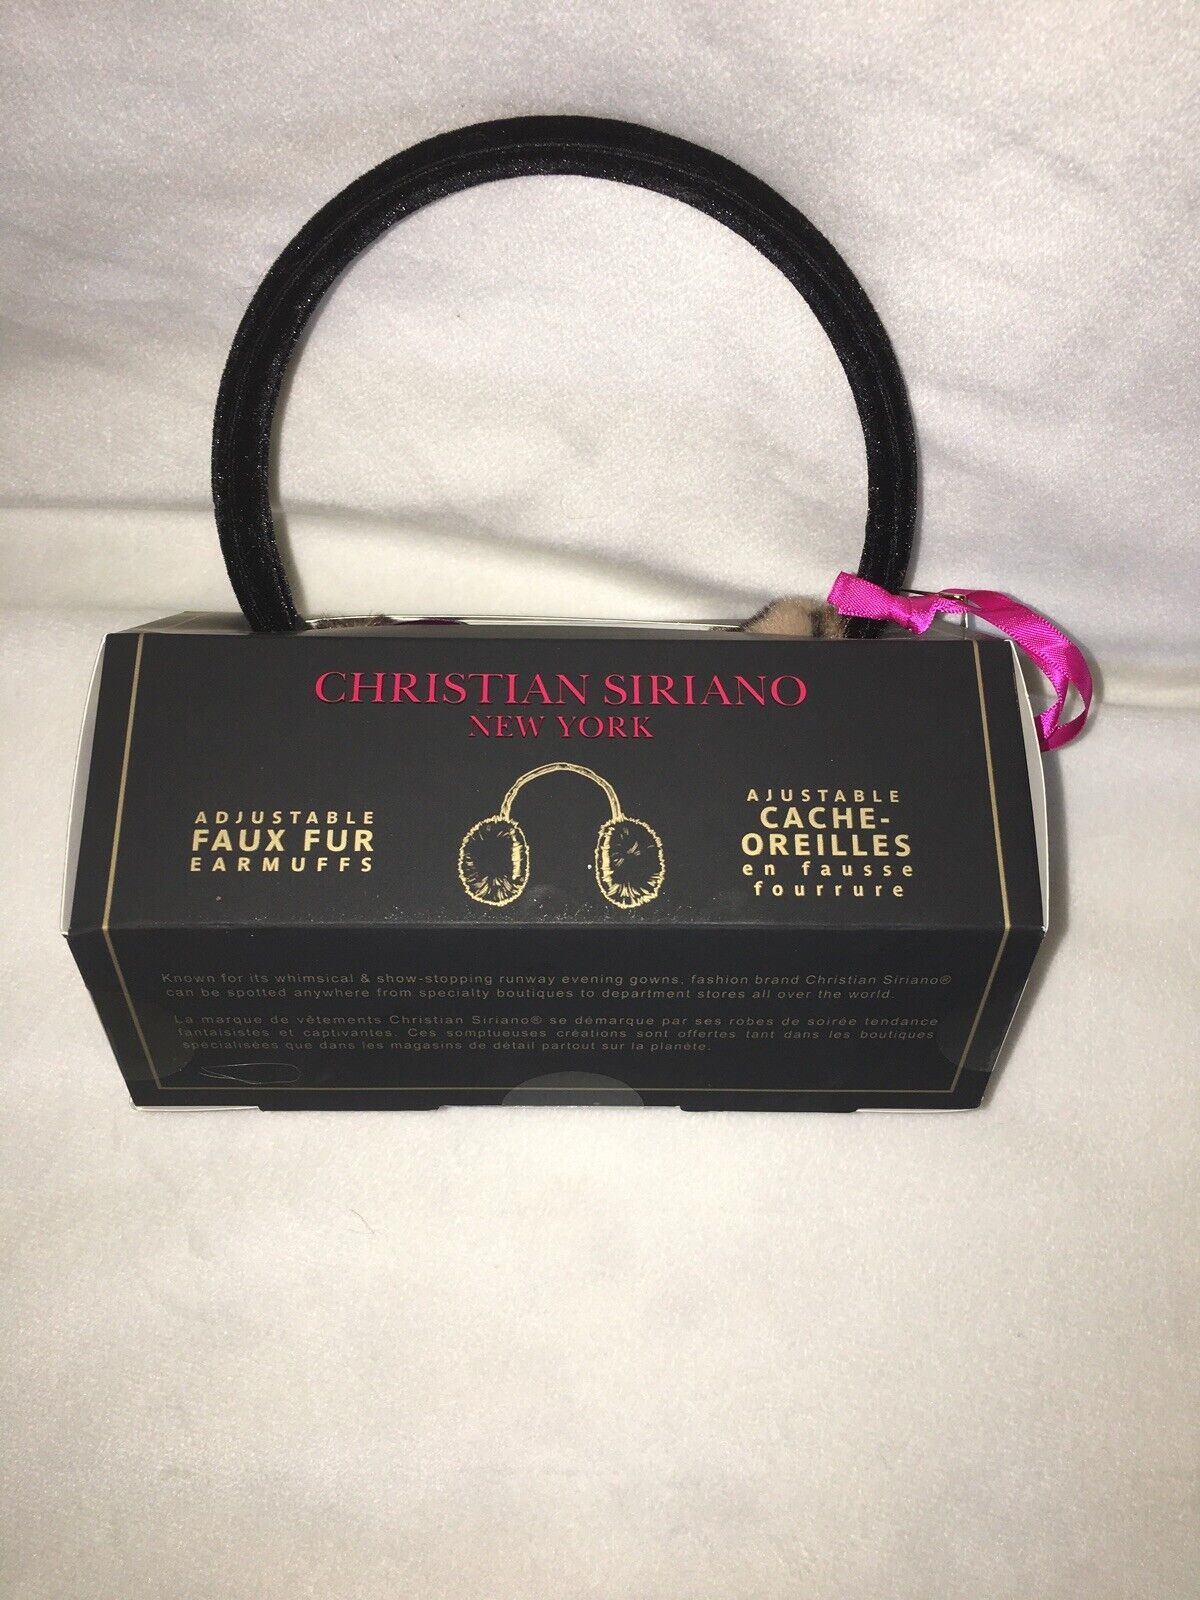 CHRISTIAN SIRIANO
NEW YORK
ADJUSTABLE
FAUX FUR
EARMUFFS
AJUSTABLE
CACHE-
OREILLES
en fausse
fourrure
Known for its whimsical & show-stopping runway evening gowns, fashion brand Christian Siriano®
can be spotted anywhere from specialty boutiques to department stores all over the world.
La marque de vêtements Christian Siriano® se démarque par ses robes de soirée tendance
fantaisistes et captivantes. Ces somptueuses créations sont offertes tant dans les boutiques
spécialisées que dans les magasins de détail partout sur la planète.